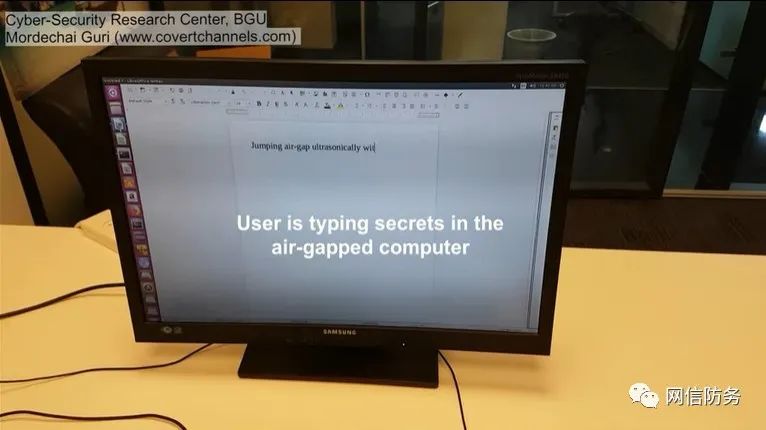 Cyber-Security Research Center, BGU
Mordechai Guri (www.covertchannels.com)
Jumping air-gap ultrasonically wit
User is typing secrets in the
air-gapped computer
SAMSUNG
网信防务